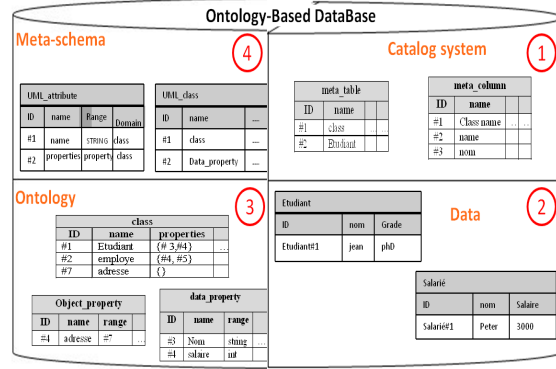 Ontology-Based DataBase
Meta-schema
4
UML_attribute
ID name Range Domain
#1 name STRING class
#2 properties property class
UML_class
ID name ...
#1 class ...
#2 Data_property ...
Catalog system
1
meta_table
ID name
#1 class ... ...
#2 Etudiant
meta_column
ID name
#1 Class name ... ...
#2 name
#3 nom
Ontology
3
class
ID name properties
#1 Etudiant {# 3,#4} ...
#2 employe {#4, #5}
#7 adresse {}
Object_property
ID name range
#4 adresse #7 ...
data_property
ID name range
#3 Nom string ...
#4 salaire int
Data
2
Etudiant
ID nom Grade
Etudiant#1 jean phD
Salarié
ID nom Salaire
Salarié#1 Peter 3000